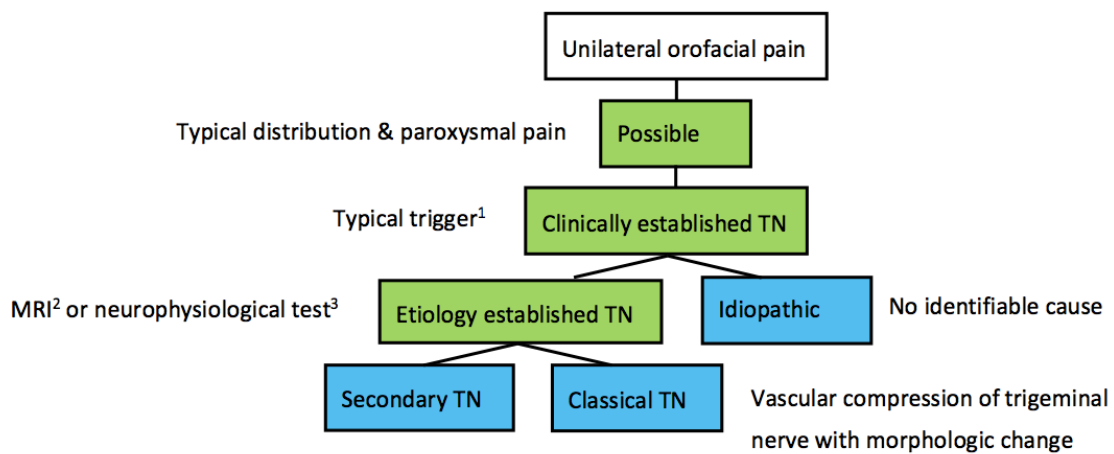 Unilateral orofacial pain
Typical distribution & paroxysmal pain
Possible
Typical trigger¹
Clinically established TN
MRI² or neurophysiological test³
Etiology established TN
Idiopathic
No identifiable cause
Secondary TN
Classical TN
Vascular compression of trigeminal
nerve with morphologic change